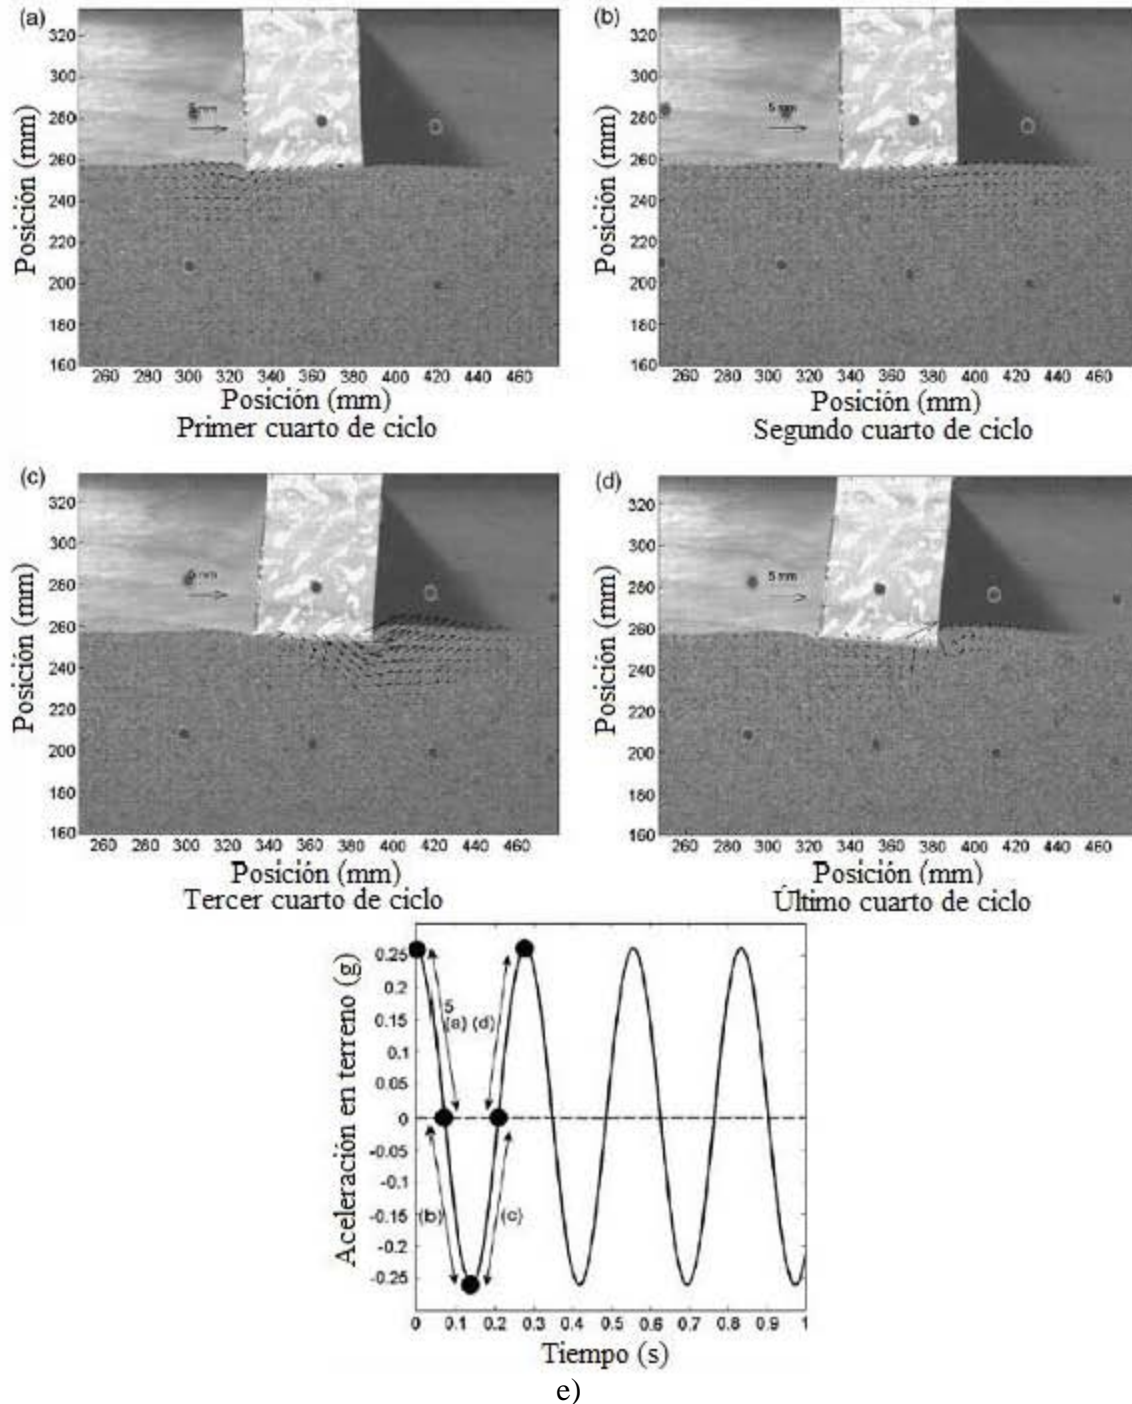 (a)
320
300
280
260
240
220
200
180
160
Posición (mm)
5 mm
260 280 300 320 340 360 380 400 420 440 460
Posición (mm)
Primer cuarto de ciclo
(b)
320
300
280
260
240
220
200
180
160
Posición (mm)
5 mm
260 280 300 320 340 360 380 400 420 440 460
Posición (mm)
Segundo cuarto de ciclo
(c)
320
300
280
260
240
220
200
180
160
Posición (mm)
mm
260 280 300 320 340 360 380 400 420 440 460
Posición (mm)
Tercer cuarto de ciclo
(d)
320
300
280
260
240
220
200
180
160
Posición (mm)
5 mm
260 280 300 320 340 360 380 400 420 440 460
Posición (mm)
Último cuarto de ciclo
Aceleración en terreno (g)
0.25
0.2
0.15
0.1
0.05
0
-0.05
-0.1
-0.15
-0.2
-0.25
5
(a) (d)
(b) (c)
0 0.1 0.2 0.3 0.4 0.5 0.6 0.7 0.8 0.9 1
Tiempo (s)
e)